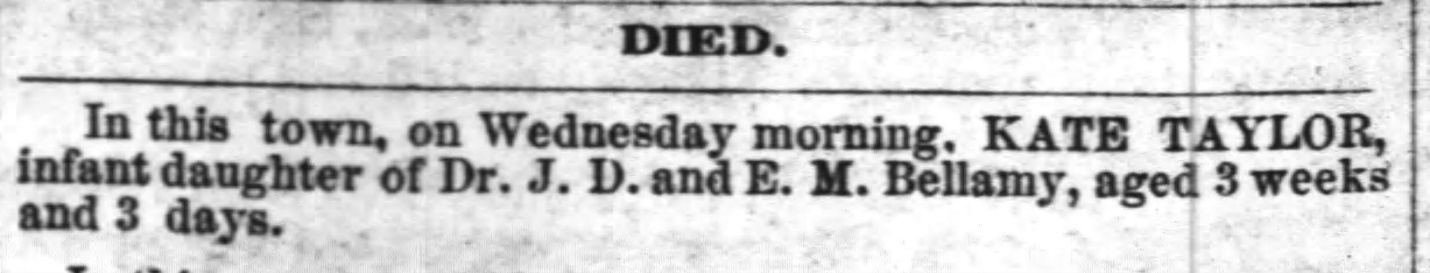 DIED.
In this town, on Wednesday morning, KATE TAYLOR,
infant daughter of Dr. J. D. and E. M. Bellamy, aged 3 weeks
and 3 days.